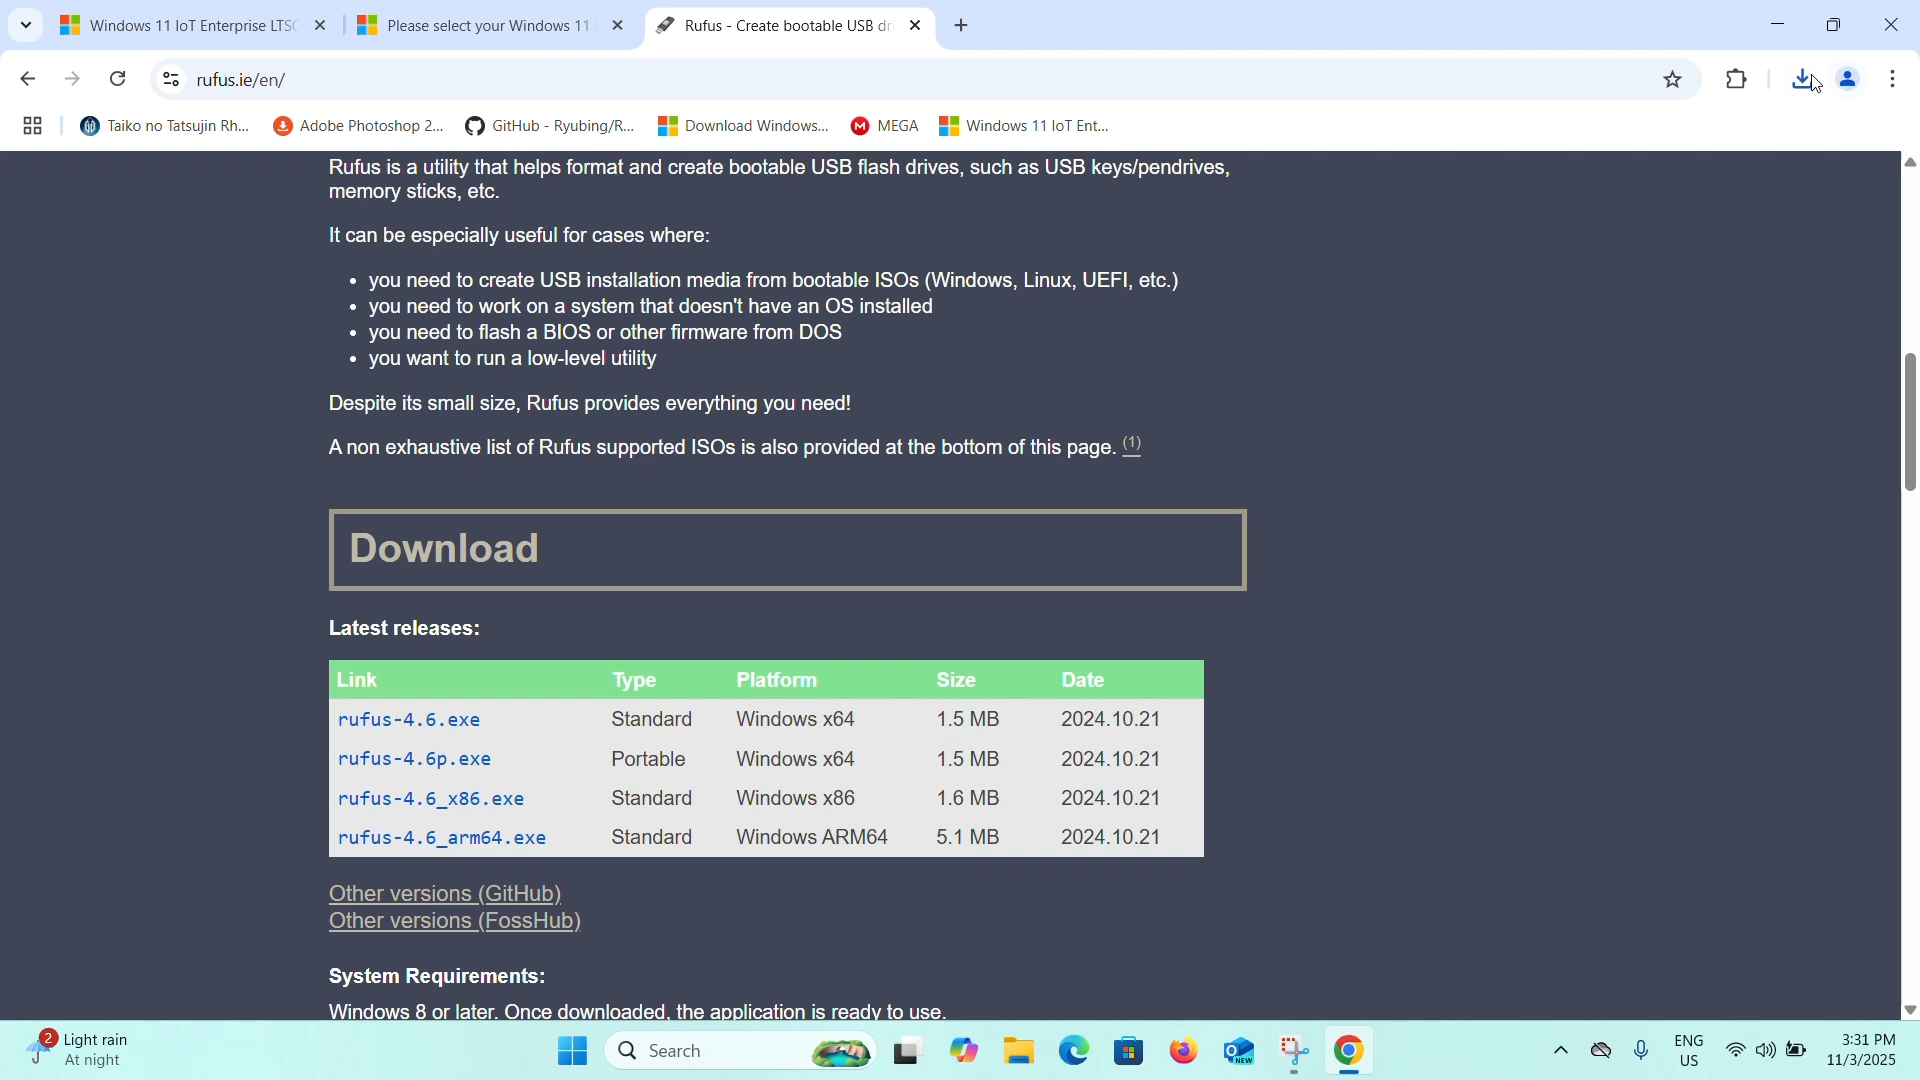 Windows 11 IoT Enterprise LTSC
Please select your Windows 11
Rufus - Create bootable USB dri
rufus.ie/en/
Taiko no Tatsujin Rh...
Adobe Photoshop 2...
GitHub - Ryubing/R...
Download Windows...
MEGA
Windows 11 IoT Ent...
Rufus is a utility that helps format and create bootable USB flash drives, such as USB keys/pendrives,
memory sticks, etc.
It can be especially useful for cases where:
• you need to create USB installation media from bootable ISOs (Windows, Linux, UEFI, etc.)
• you need to work on a system that doesn't have an OS installed
• you need to flash a BIOS or other firmware from DOS
• you want to run a low-level utility
Despite its small size, Rufus provides everything you need!
A non exhaustive list of Rufus supported ISOs is also provided at the bottom of this page. (1)
Download
Latest releases:
Link Type Platform Size Date
rufus-4.6.exe Standard Windows x64 1.5 MB 2024.10.21
rufus-4.6p.exe Portable Windows x64 1.5 MB 2024.10.21
rufus-4.6_x86.exe Standard Windows x86 1.6 MB 2024.10.21
rufus-4.6_arm64.exe Standard Windows ARM64 5.1 MB 2024.10.21
Other versions (GitHub)
Other versions (FossHub)
System Requirements:
Windows 8 or later. Once downloaded, the application is ready to use.
2
Light rain
At night
Search
NEW
ENG
US
3:31 PM
11/3/2025